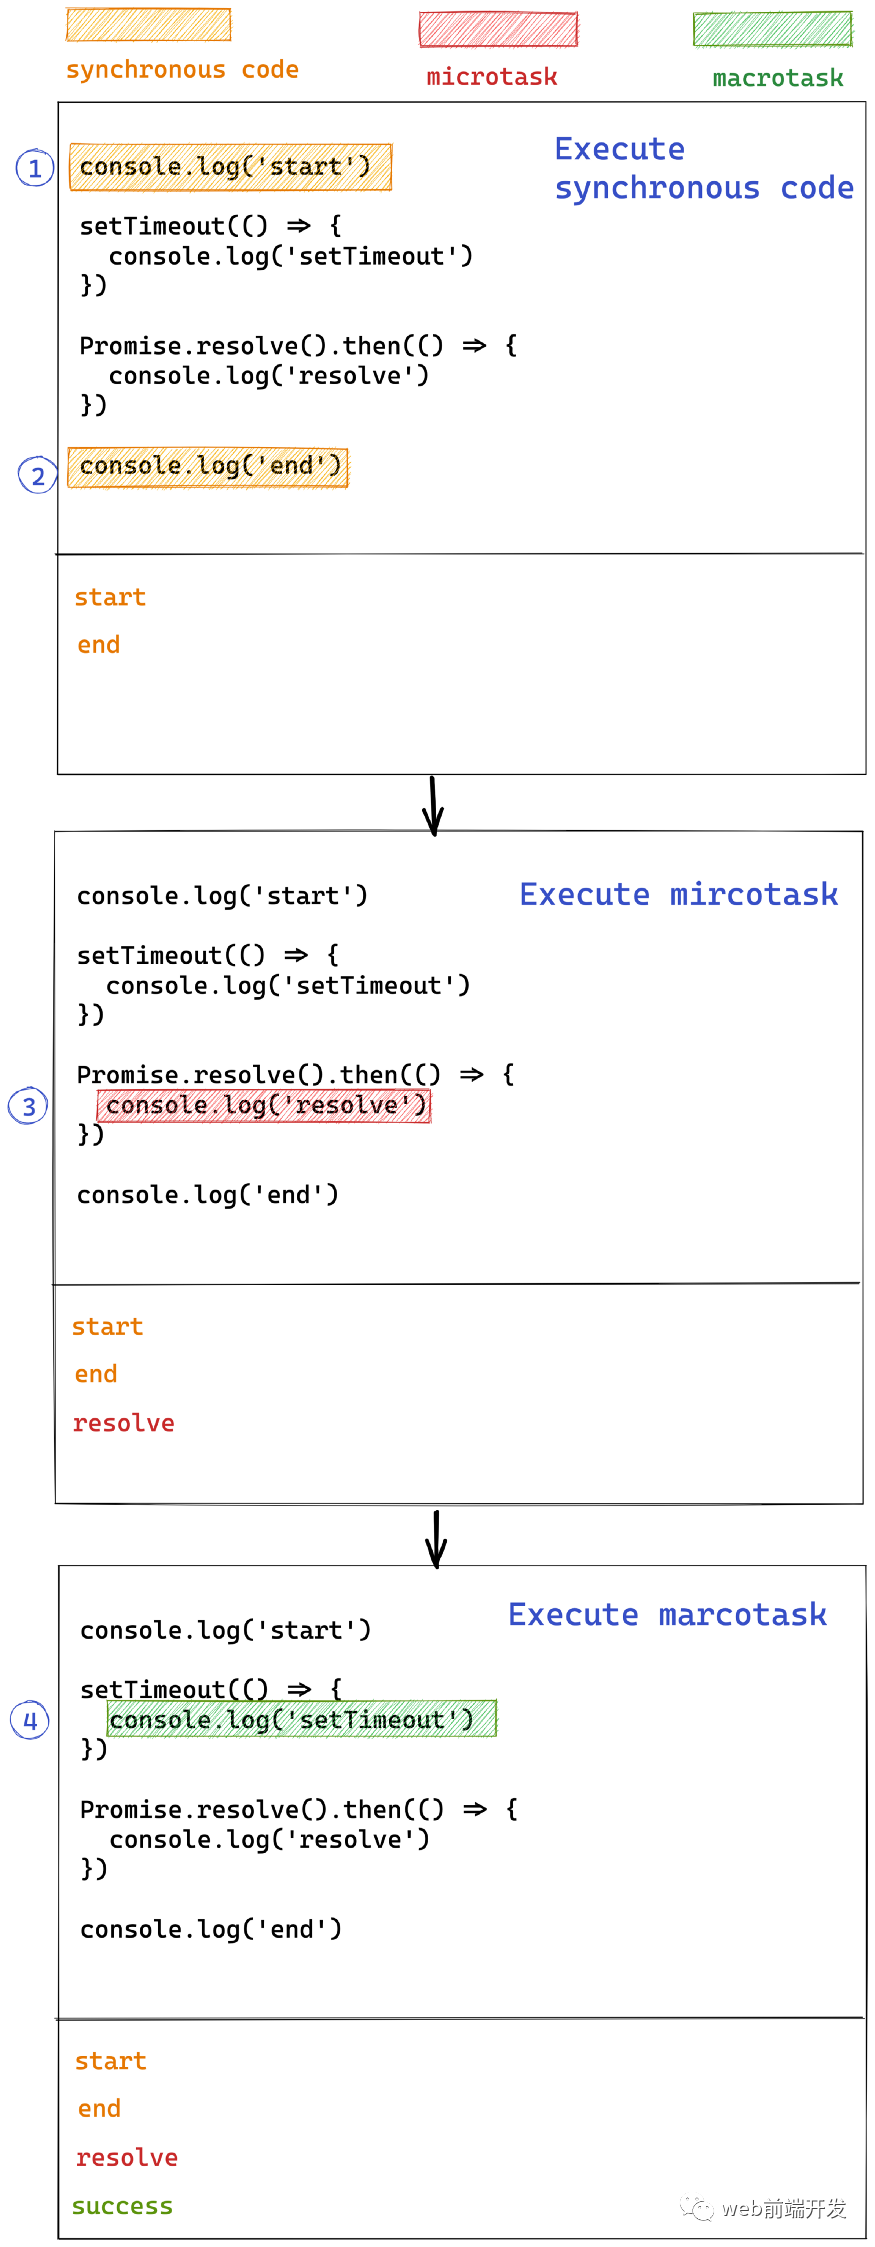 synchronous code
microtask
macrotask
1
console.log('start')
Execute
synchronous code
setTimeout(() => {
  console.log('setTimeout')
})
Promise.resolve().then(() => {
  console.log('resolve')
})
2
console.log('end')
start
end
console.log('start')
Execute mircotask
setTimeout(() => {
  console.log('setTimeout')
})
Promise.resolve().then(() => {
3
  console.log('resolve')
})
console.log('end')
start
end
resolve
Execute marcotask
console.log('start')
setTimeout(() => {
4
  console.log('setTimeout')
})
Promise.resolve().then(() => {
  console.log('resolve')
})
console.log('end')
start
end
resolve
success
web前端开发